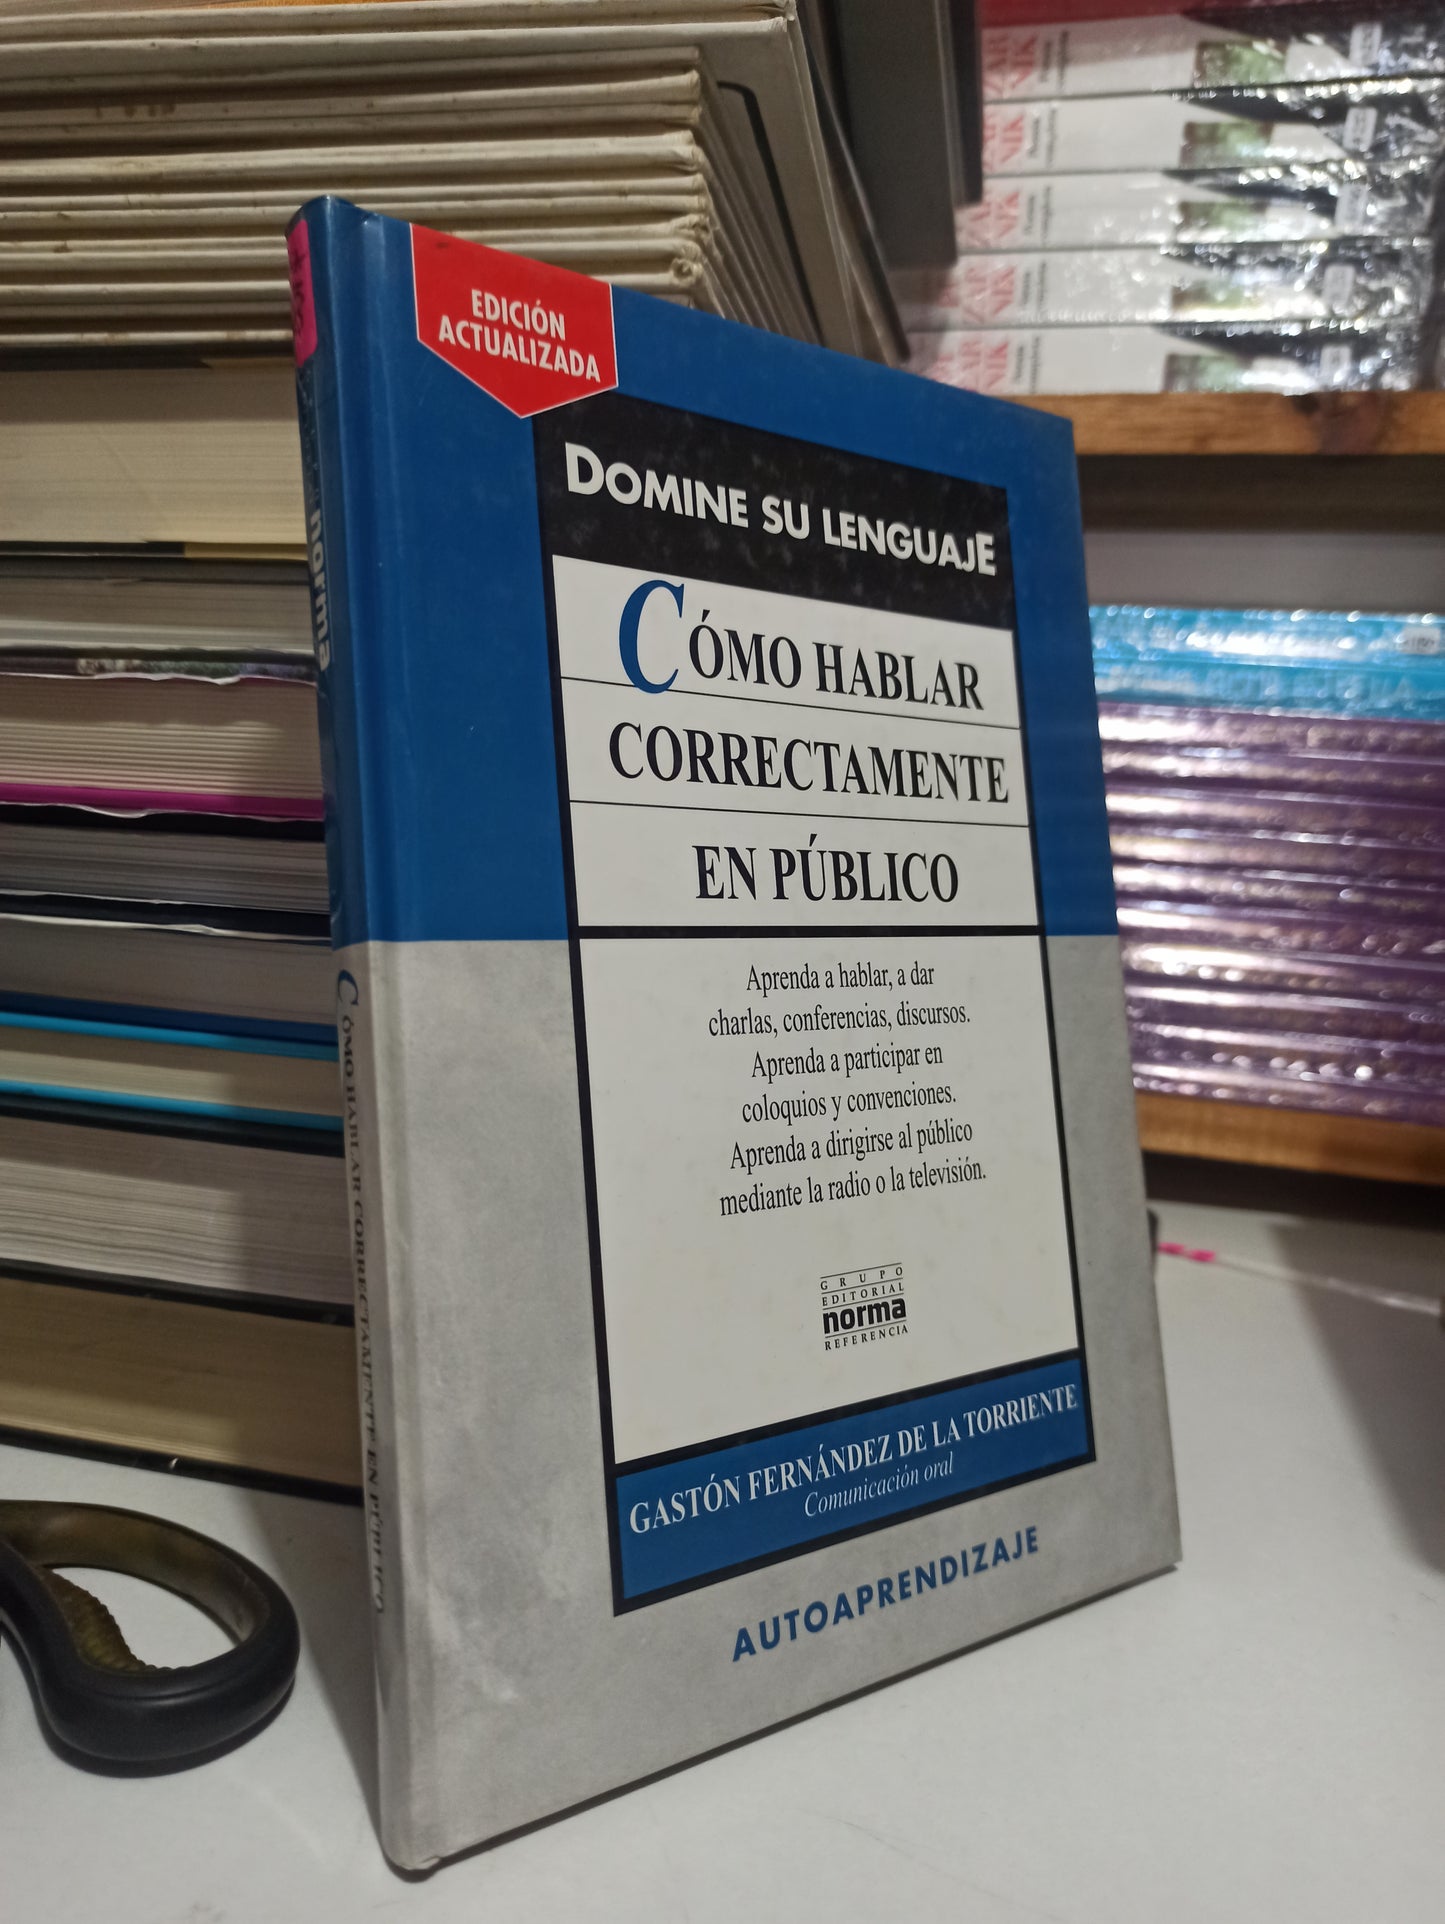 EDICIÓN
ACTUALIZADA
DOMINE SU LENGUAJE
CÓMO HABLAR
CORRECTAMENTE
EN PÚBLICO
Aprenda a hablar, a dar
charlas, conferencias, discursos.
Aprenda a participar en
coloquios y convenciones.
Aprenda a dirigirse al público
mediante la radio o la televisión.
GRUPO
EDITORIAL
norma
REFERENCIA
GASTÓN FERNÁNDEZ DE LA TORRIENTE
Comunicación oral
AUTOAPRENDIZAJE
norma
CÓMO HABLAR CORRECTAMENTE EN PÚBLICO